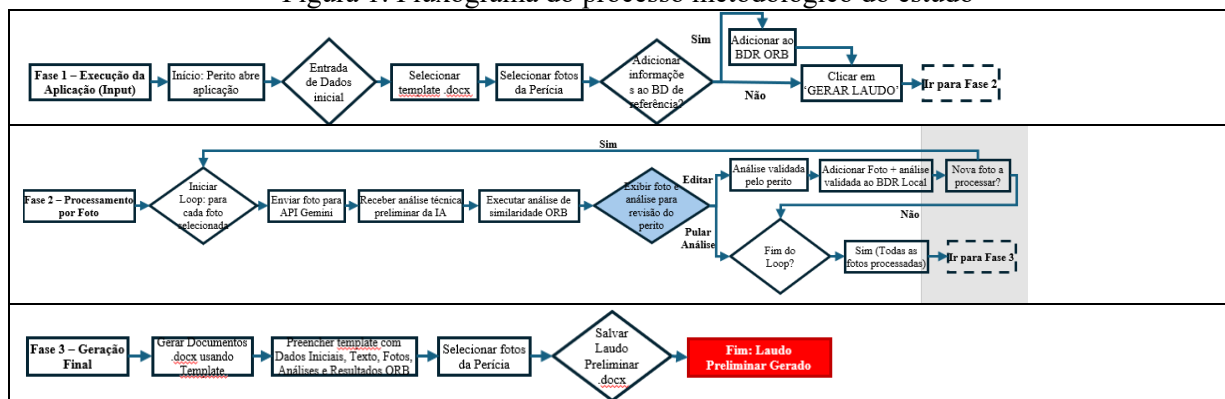 Figura 1. Fluxograma do processo metodológico do estudo
Fase 1 – Execução da
Aplicação (Input)
Início: Perito abre
aplicação
Entrada
de Dados
inicial
Selecionar
template .docx
Selecionar fotos
da Perícia
Adicionar
informaçõe
s ao BD de
referência?
Sim
Adicionar ao
BDR ORB
Não
Clicar em
‘GERAR LAUDO’
Ir para Fase 2
Sim
Fase 2 – Processamento
por Foto
Iniciar
Loop: para
cada foto
selecionada
Enviar foto para
API Gemini
Receber análise técnica
preliminar da IA
Executar análise de
similaridade ORB
Exibir foto e
análise para
revisão do
perito
Editar
Análise validada
pelo perito
Adicionar Foto + análise
validada ao BDR Local
Nova foto a
processar?
Não
Pular
Análise
Fim do
Loop?
Sim (Todas as
fotos processadas)
Ir para Fase 3
Fase 3 – Geração
Final
Gerar Documentos
.docx usando
Template
Preencher template com
Dados Iniciais, Texto, Fotos,
Análises e Resultados ORB
Selecionar fotos
da Perícia
Salvar
Laudo
Preliminar
.docx
Fim: Laudo
Preliminar Gerado